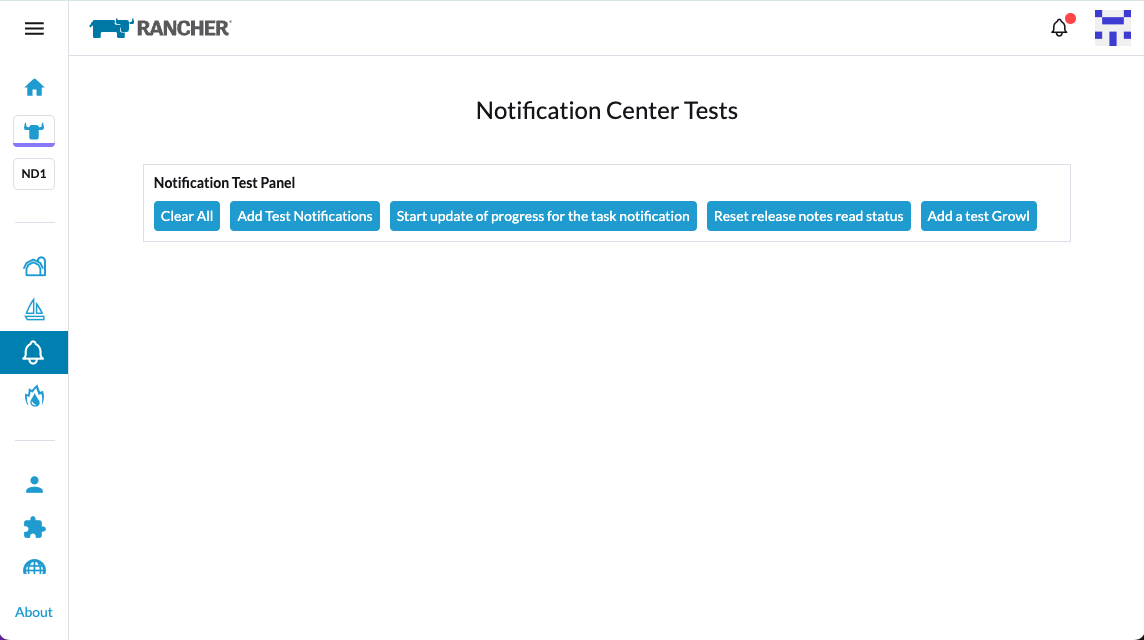 RANCHER
ND1
Notification Center Tests
Notification Test Panel
Clear All
Add Test Notifications
Start update of progress for the task notification
Reset release notes read status
Add a test Growl
About